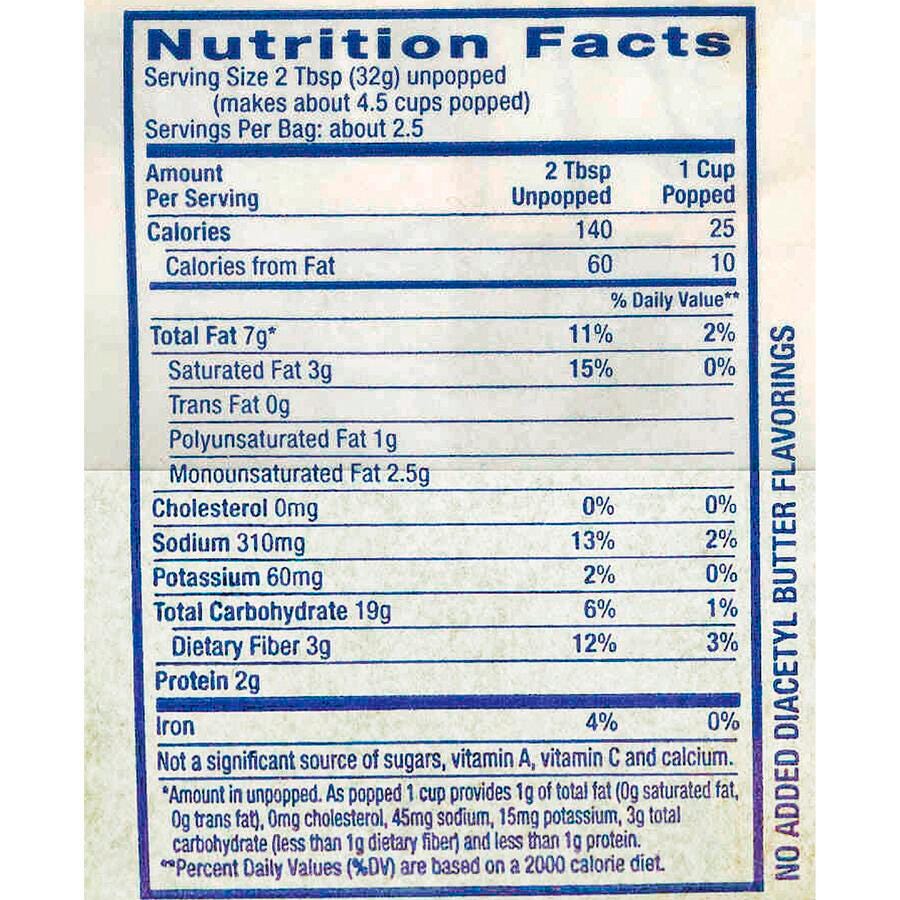 Nutrition Facts
Serving Size 2 Tbsp (32g) unpopped
(makes about 4.5 cups popped)
Servings Per Bag: about 2.5
Amount Per Serving 2 Tbsp Unpopped 1 Cup Popped
Calories 140 25
Calories from Fat 60 10
% Daily Value**
Total Fat 7g* 11% 2%
Saturated Fat 3g 15% 0%
Trans Fat 0g
Polyunsaturated Fat 1g
Monounsaturated Fat 2.5g
Cholesterol 0mg 0% 0%
Sodium 310mg 13% 2%
Potassium 60mg 2% 0%
Total Carbohydrate 19g 6% 1%
Dietary Fiber 3g 12% 3%
Protein 2g
Iron 4% 0%
Not a significant source of sugars, vitamin A, vitamin C and calcium.
*Amount in unpopped. As popped 1 cup provides 1g of total fat (0g saturated fat,
0g trans fat), 0mg cholesterol, 45mg sodium, 15mg potassium, 3g total
carbohydrate (less than 1g dietary fiber) and less than 1g protein.
**Percent Daily Values (%DV) are based on a 2000 calorie diet.
NO ADDED DIACETYL BUTTER FLAVORINGS